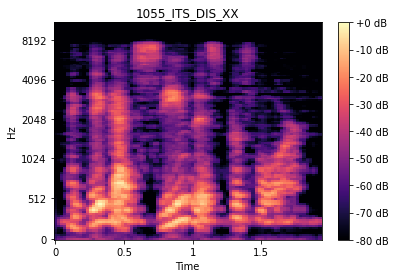 1055_ITS_DIS_XX
+0 dB
8192
-10 dB
4096
-20 dB
-30 dB
2048
Hz
-40 dB
1024
-50 dB
512
-60 dB
-70 dB
0
-80 dB
0
0.5
1
1.5
Time